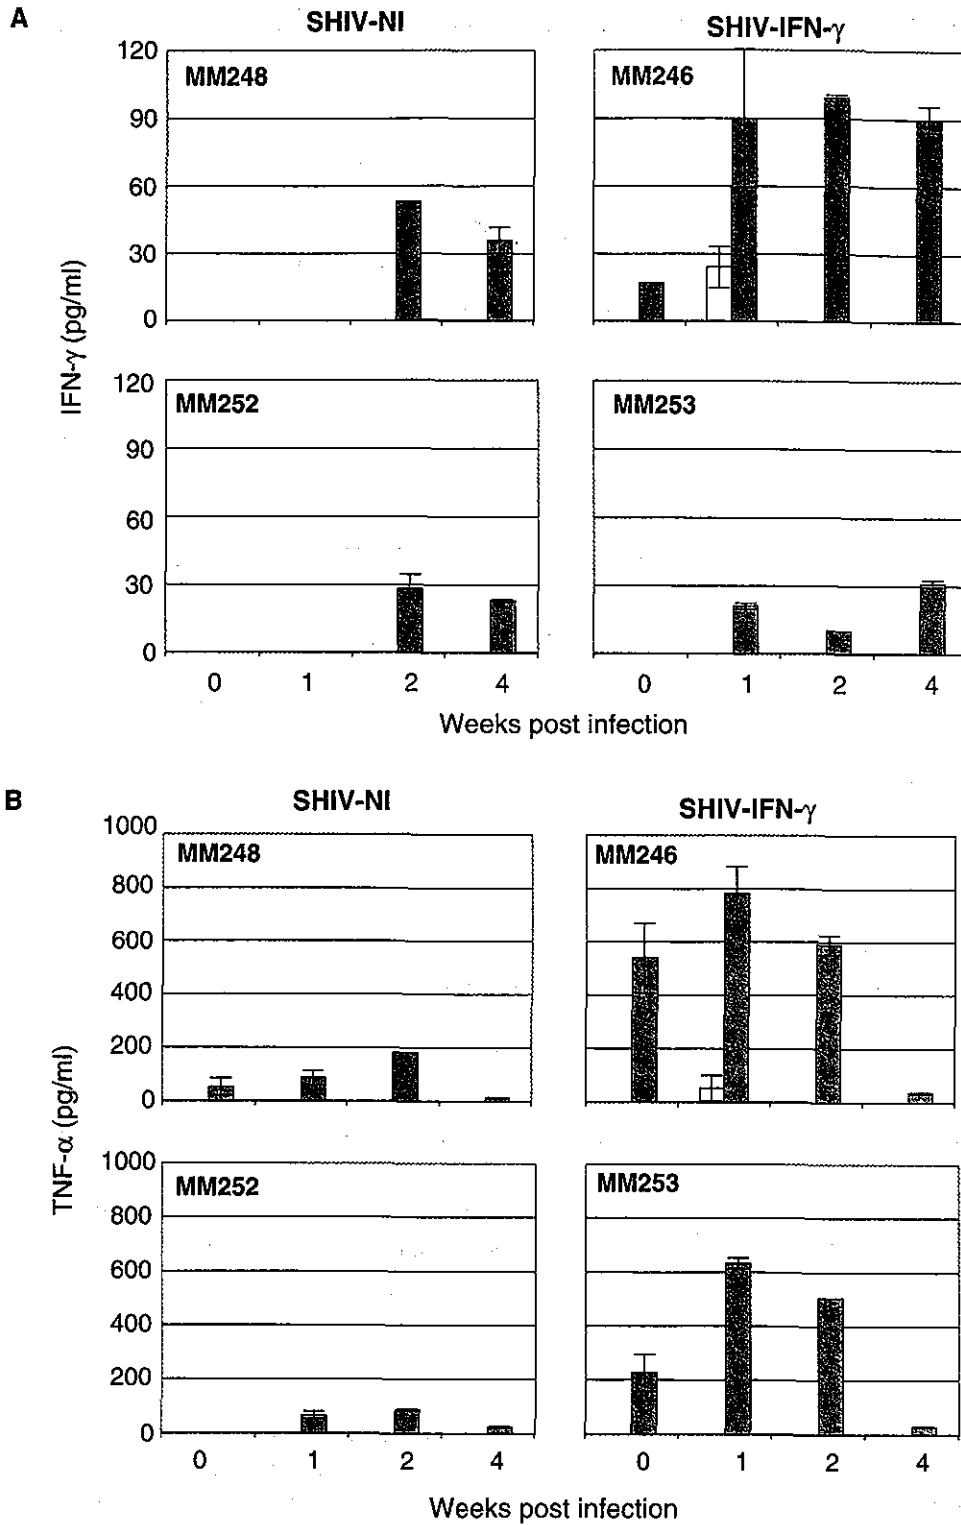 A
SHIV-NI
SHIV-IFN-γ
120
90
60
30
0
MM248
MM246
IFN-γ (pg/ml)
120
90
60
30
0
MM252
MM253
0 1 2 4
0 1 2 4
Weeks post infection
B
SHIV-NI
SHIV-IFN-γ
1000
800
600
400
200
0
MM248
MM246
TNF-α (pg/ml)
1000
800
600
400
200
0
MM252
MM253
0 1 2 4
0 1 2 4
Weeks post infection